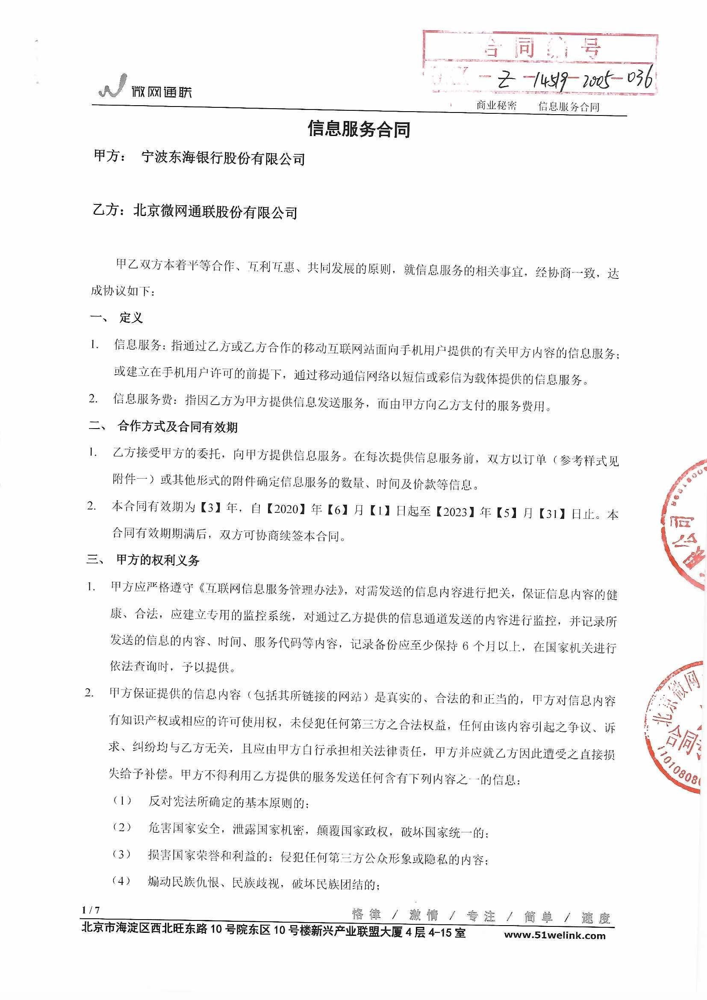 合同编号
-Z-14519-2005-036
微网通联
商业秘密 信息服务合同
信息服务合同
甲方： 宁波东海银行股份有限公司
乙方：北京微网通联股份有限公司
甲乙双方本着平等合作、互利互惠、共同发展的原则，就信息服务的相关事宜，经协商一致，达
成协议如下：
一、 定义
1. 信息服务：指通过乙方或乙方合作的移动互联网站面向手机用户提供的有关甲方内容的信息服务；
或建立在手机用户许可的前提下，通过移动通信网络以短信或彩信为载体提供的信息服务。
2. 信息服务费：指因乙方为甲方提供信息发送服务，而由甲方向乙方支付的服务费用。
二、 合作方式及合同有效期
1. 乙方接受甲方的委托，向甲方提供信息服务。在每次提供信息服务前，双方以订单（参考样式见
附件一）或其他形式的附件确定信息服务的数量、时间及价款等信息。
2. 本合同有效期为【3】年，自【2020】年【6】月【1】日起至【2023】年【5】月【31】日止。本
合同有效期期满后，双方可协商续签本合同。
三、 甲方的权利义务
1. 甲方应严格遵守《互联网信息服务管理办法》，对需发送的信息内容进行把关，保证信息内容的健
康、合法，应建立专用的监控系统，对通过乙方提供的信息通道发送的内容进行监控，并记录所
发送的信息的内容、时间、服务代码等内容，记录备份应至少保持 6 个月以上，在国家机关进行
依法查询时，予以提供。
2. 甲方保证提供的信息内容（包括其所链接的网站）是真实的、合法的和正当的，甲方对信息内容
有知识产权或相应的许可使用权，未侵犯任何第三方之合法权益，任何由该内容引起之争议、诉
求、纠纷均与乙方无关，且应由甲方自行承担相关法律责任，甲方并应就乙方因此遭受之直接损
失给予补偿。甲方不得利用乙方提供的服务发送任何含有下列内容之一的信息：
（1） 反对宪法所确定的基本原则的；
（2） 危害国家安全，泄露国家机密，颠覆国家政权，破坏国家统一的；
（3） 损害国家荣誉和利益的；侵犯任何第三方公众形象或隐私的内容；
（4） 煽动民族仇恨、民族歧视，破坏民族团结的；
北京微网
合同
11010808
1 / 7
恪律 / 激情 / 专注 / 简单 / 速度
北京市海淀区西北旺东路 10 号院东区 10 号楼新兴产业联盟大厦 4 层 4-15 室 www.51welink.com